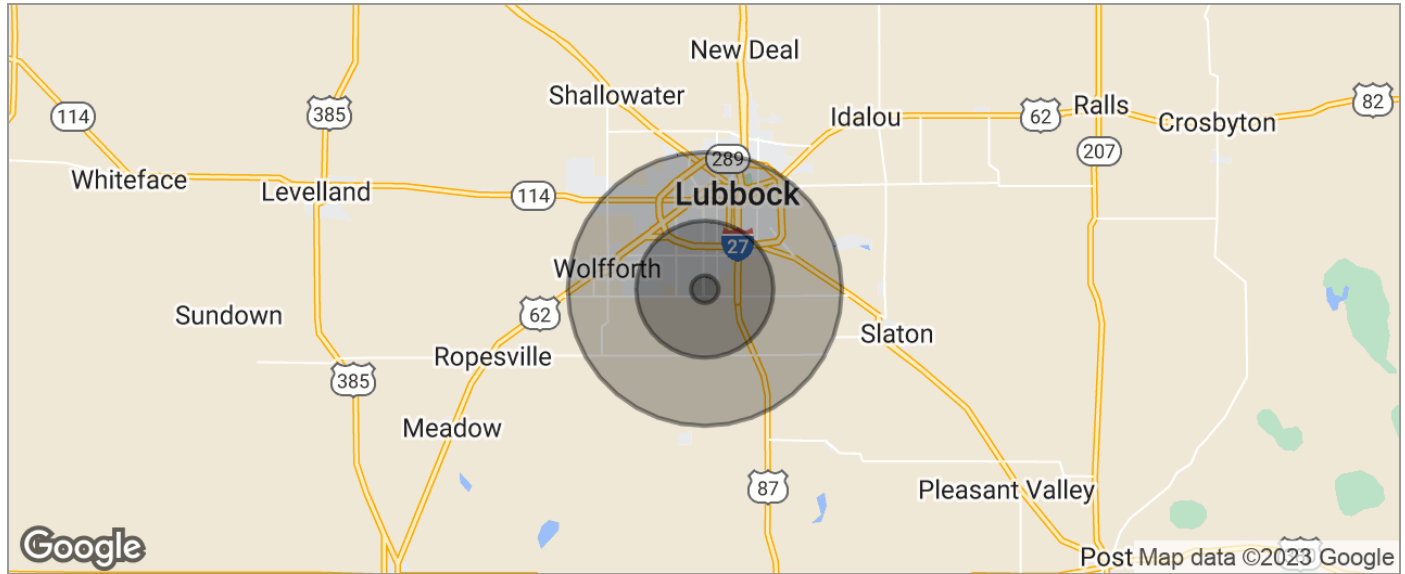 New Deal
Shallowater
Idalou
Ralls
Crosbyton
114
385
62
82
207
289
Whiteface
Levelland
114
Lubbock
27
Wolfforth
Sundown
62
Slaton
Ropesville
385
Meadow
87
Pleasant Valley
Google
Post
Map data ©2023 Google